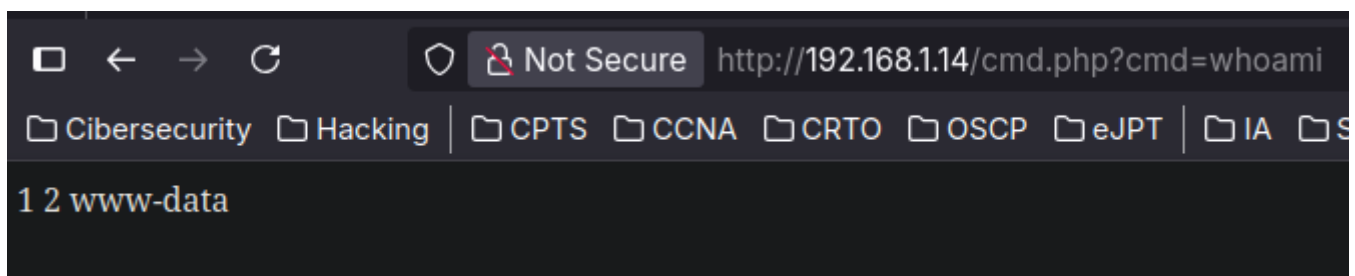 Not Secure http://192.168.1.14/cmd.php?cmd=whoami
Cibersecurity Hacking CPTS CCNA CRTO OSCP eJPT IA S
1 2 www-data